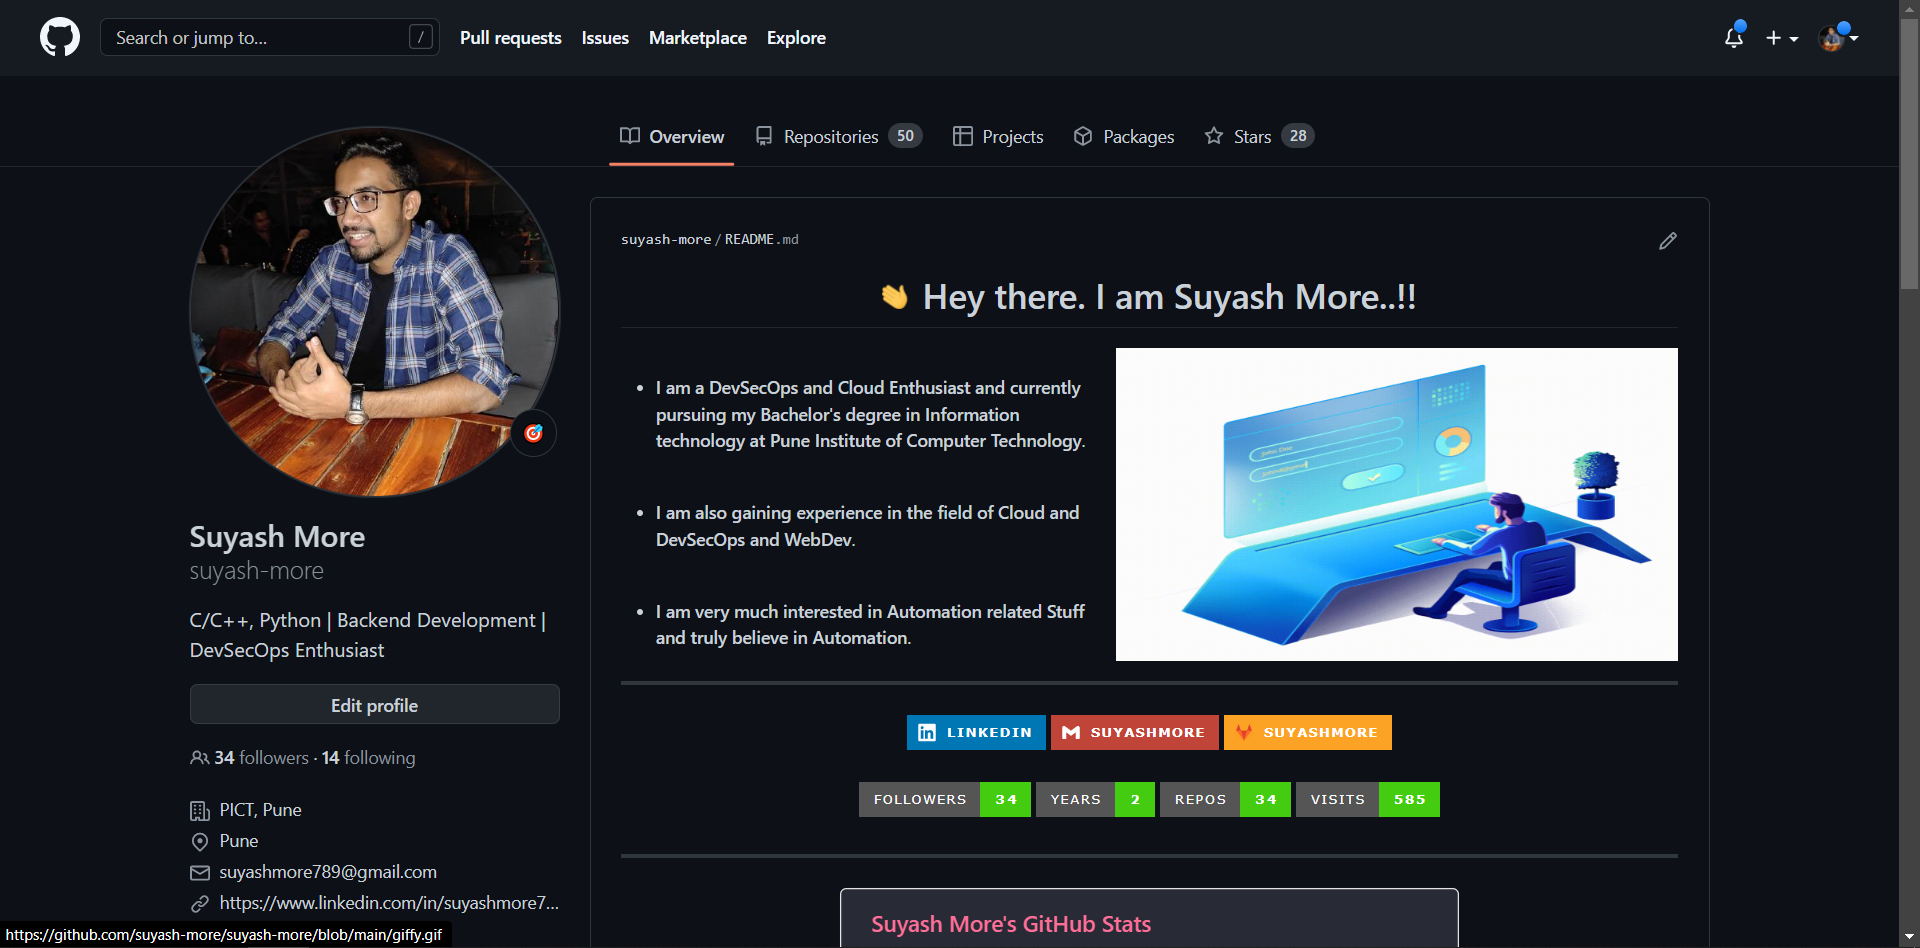 Search or jump to... /
Pull requests Issues Marketplace Explore
Overview Repositories 50 Projects Packages Stars 28
Suyash More
suyash-more
C/C++, Python | Backend Development |
DevSecOps Enthusiast
Edit profile
34 followers · 14 following
PICT, Pune
Pune
suyashmore789@gmail.com
https://www.linkedin.com/in/suyashmore7...
suyash-more / README.md
👋 Hey there. I am Suyash More..!!
• I am a DevSecOps and Cloud Enthusiast and currently
pursuing my Bachelor's degree in Information
technology at Pune Institute of Computer Technology.
• I am also gaining experience in the field of Cloud and
DevSecOps and WebDev.
• I am very much interested in Automation related Stuff
and truly believe in Automation.
LINKEDIN SUYASHMORE SUYASHMORE
FOLLOWERS 34 YEARS 2 REPOS 34 VISITS 585
Suyash More's GitHub Stats
https://github.com/suyash-more/suyash-more/blob/main/giffy.gif